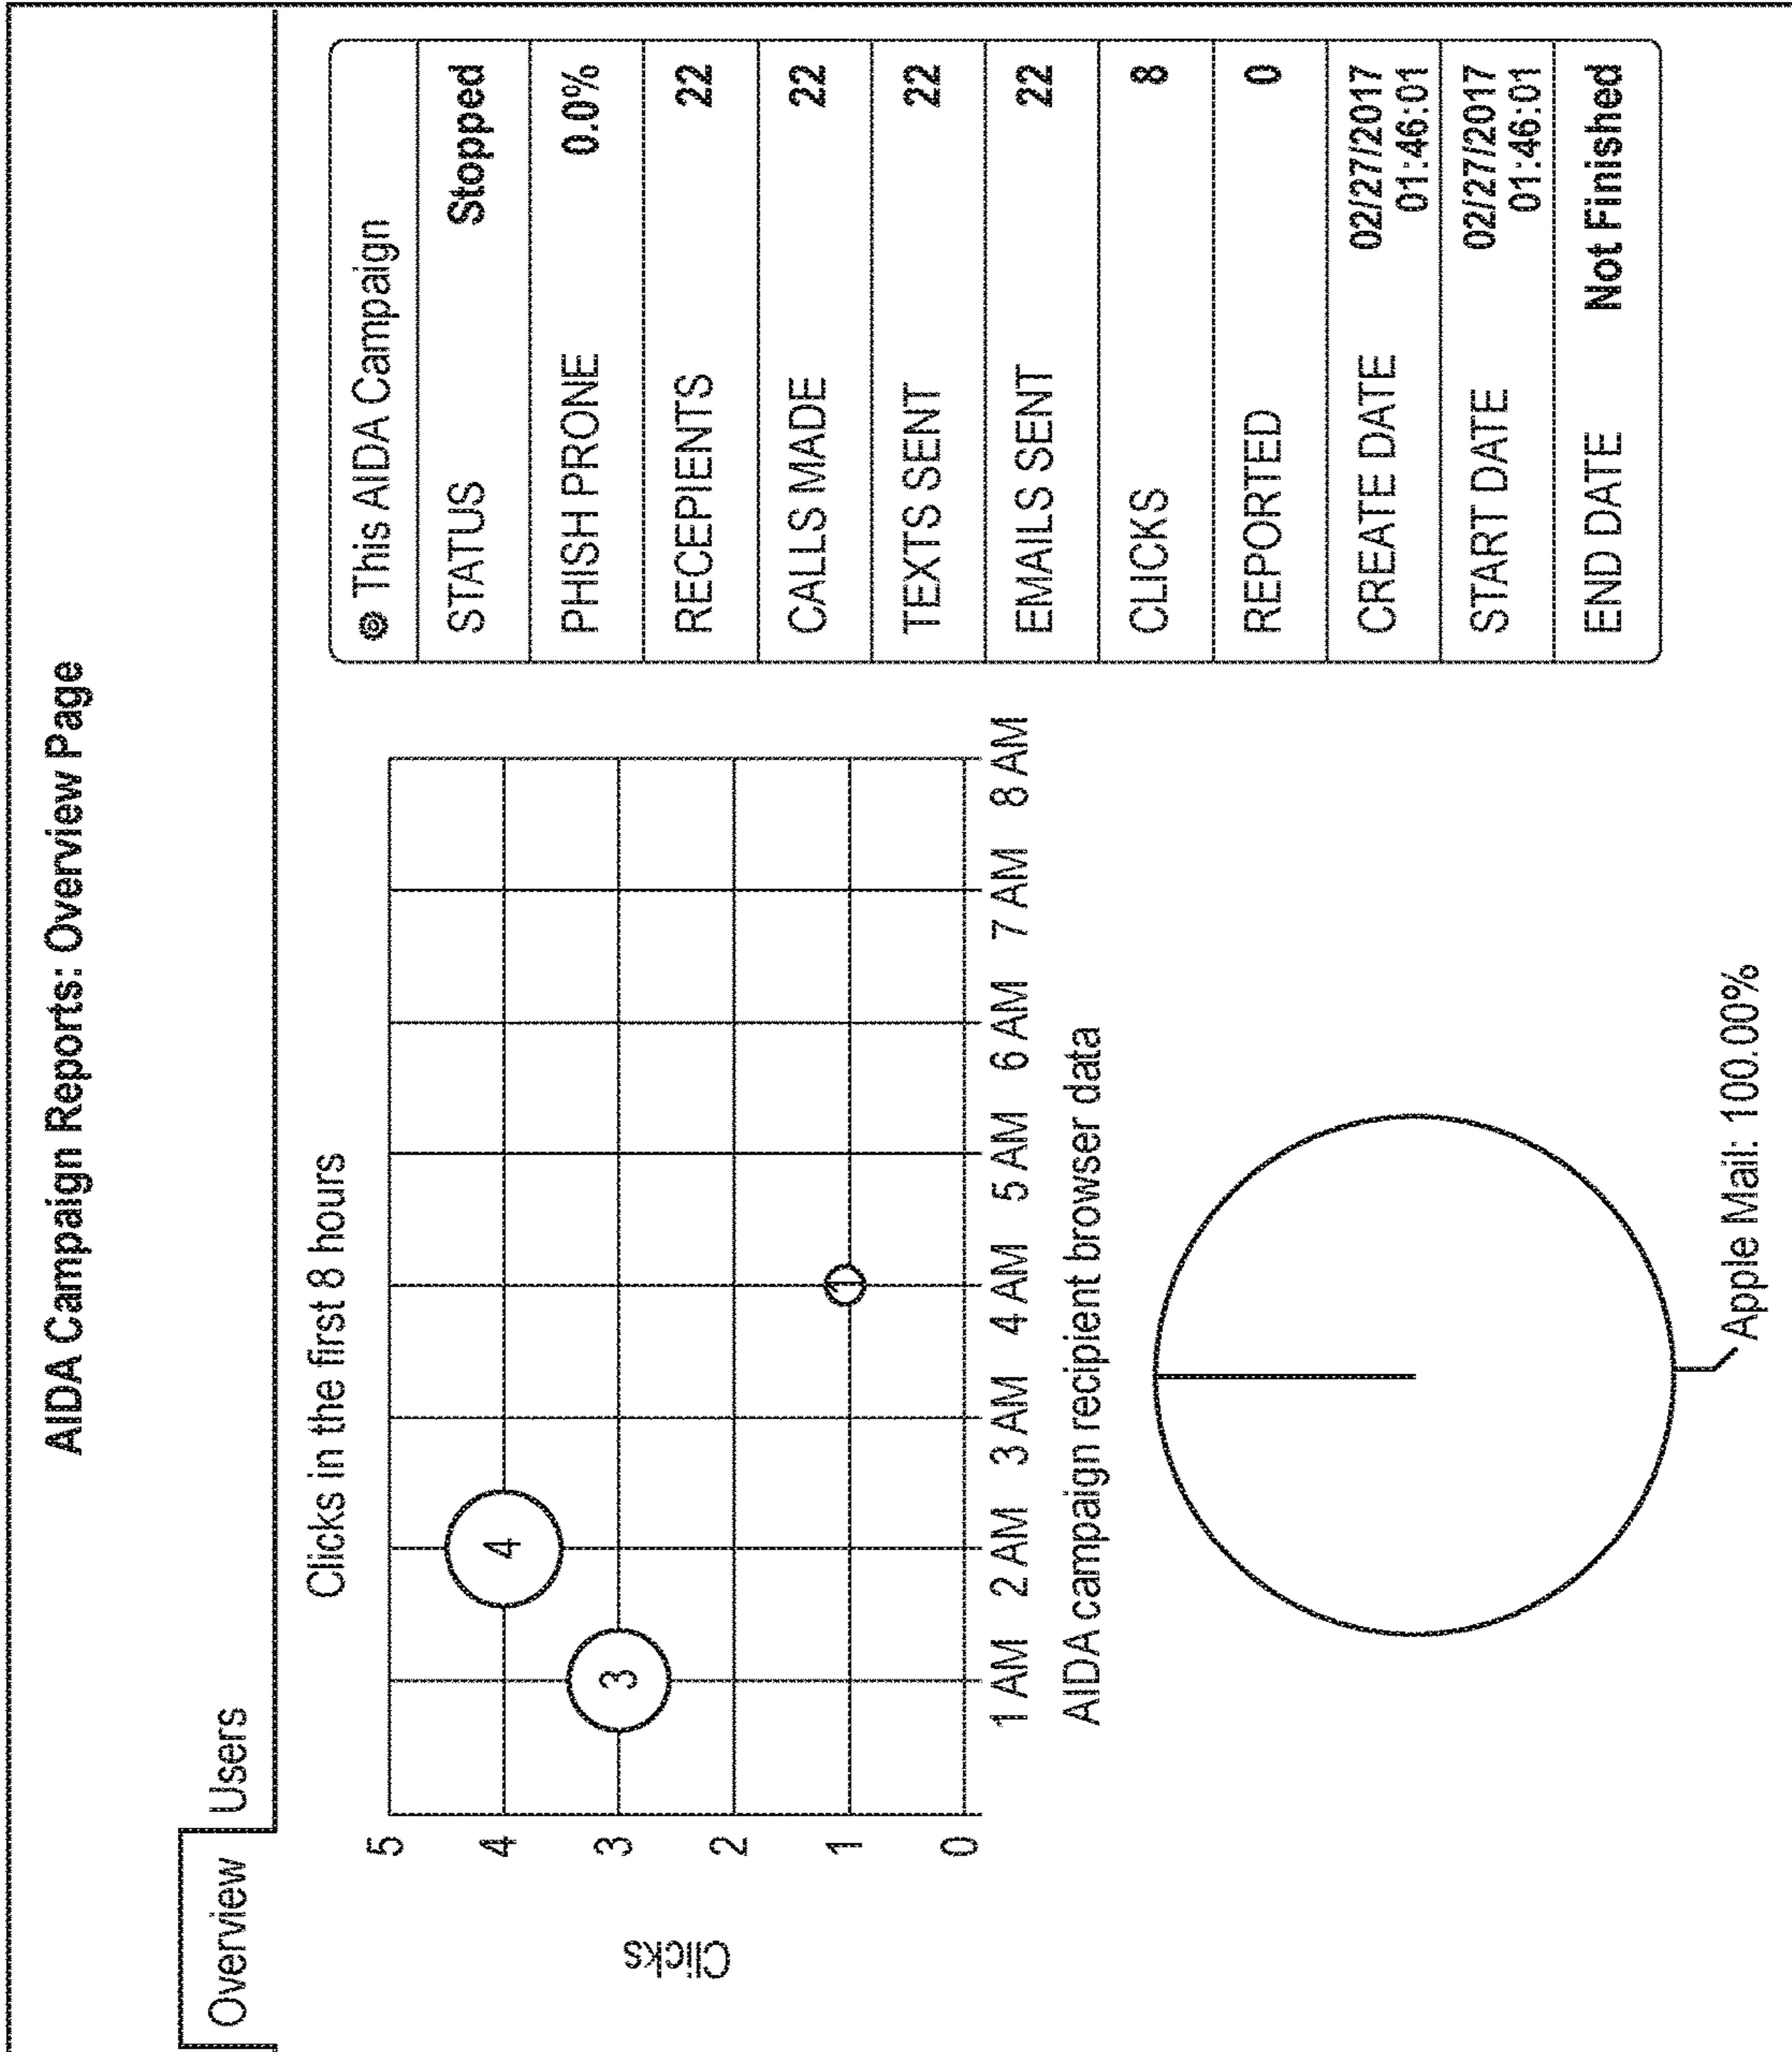 AIDA Campaign Reports: Overview Page
Overview Users
Clicks in the first 8 hours
Clicks
5
4
3
2
1
0
4
3
1
1 AM 2 AM 3 AM 4 AM 5 AM 6 AM 7 AM 8 AM
AIDA campaign recipient browser data
Apple Mail: 100.00%
This AIDA Campaign
STATUS Stopped
PHISH PRONE 0.0%
RECEPIENTS 22
CALLS MADE 22
TEXTS SENT 22
EMAILS SENT 22
CLICKS 8
REPORTED 0
CREATE DATE 02/27/2017
01:46:01
START DATE 02/27/2017
01:46:01
END DATE Not Finished